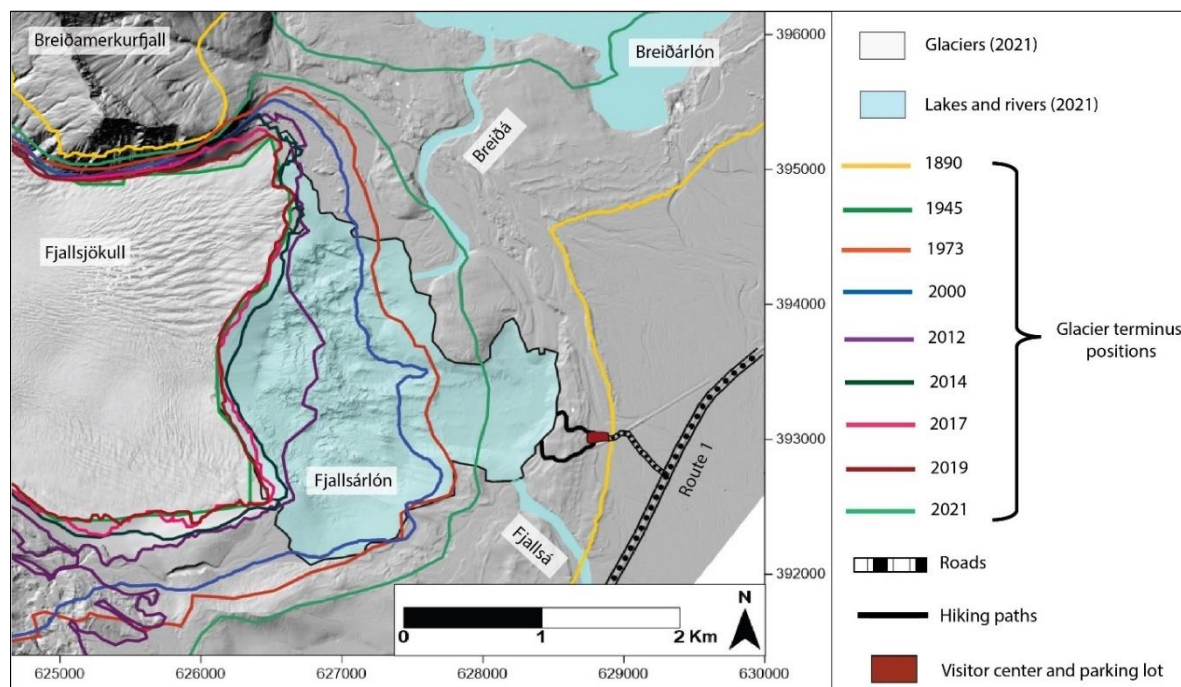 Breiðamerkurfjall
Breiðárlón
Breiðá
Fjallsjökull
Fjallsárlón
Fjallsá
Route 1
N
0
1
2 Km
396000
395000
394000
393000
392000
625000
626000
627000
628000
629000
630000
Glaciers (2021)
Lakes and rivers (2021)
1890
1945
1973
2000
2012
2014
2017
2019
2021
Glacier terminus
positions
Roads
Hiking paths
Visitor center and parking lot